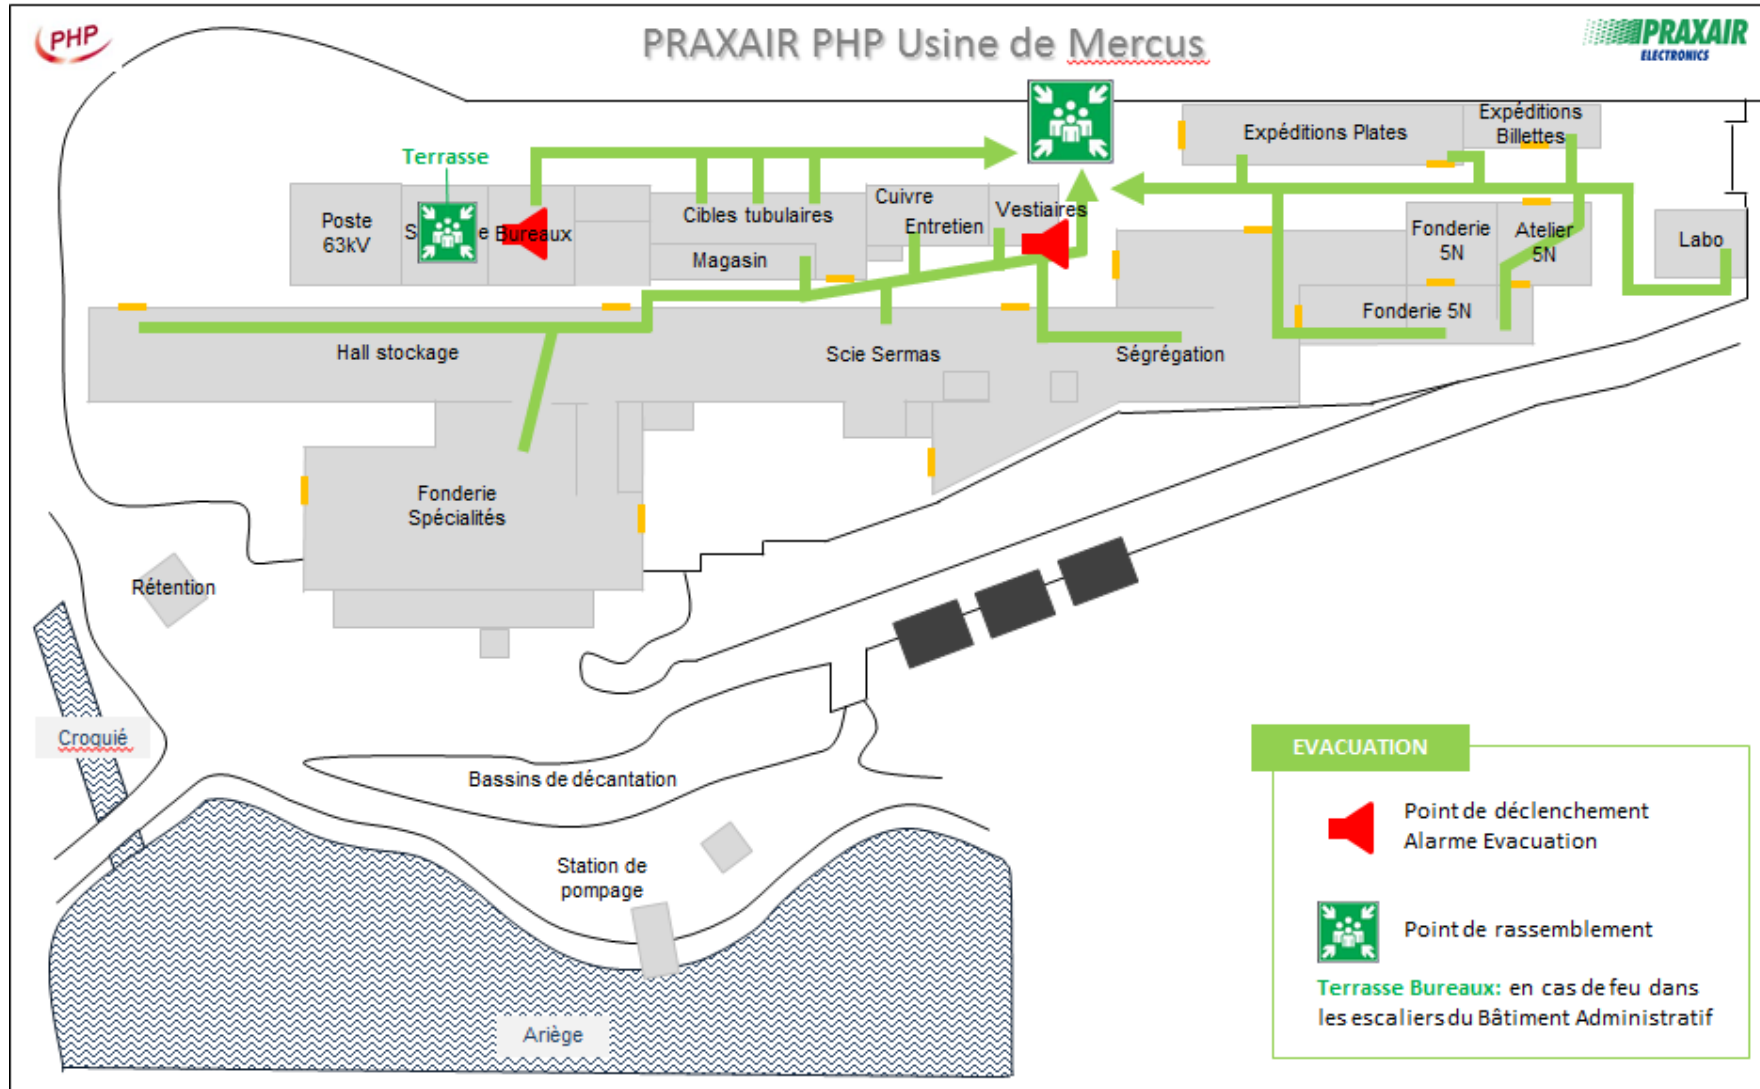 PHP
PRAXAIR PHP Usine de Mercus
PRAXAIR
ELECTRONICS
Terrasse
Poste
63kV
Bureaux
Cibles tubulaires
Magasin
Cuivre
Entretien
Vestiaires
Expéditions Plates
Expéditions
Billettes
Fonderie
5N
Atelier
5N
Labo
Fonderie 5N
Hall stockage
Scie Sermas
Ségrégation
Fonderie
Spécialités
Rétention
Croquié
Bassins de décantation
Station de
pompage
Ariège
EVACUATION
Point de déclenchement
Alarme Evacuation
Point de rassemblement
Terrasse Bureaux: en cas de feu dans
les escaliers du Bâtiment Administratif